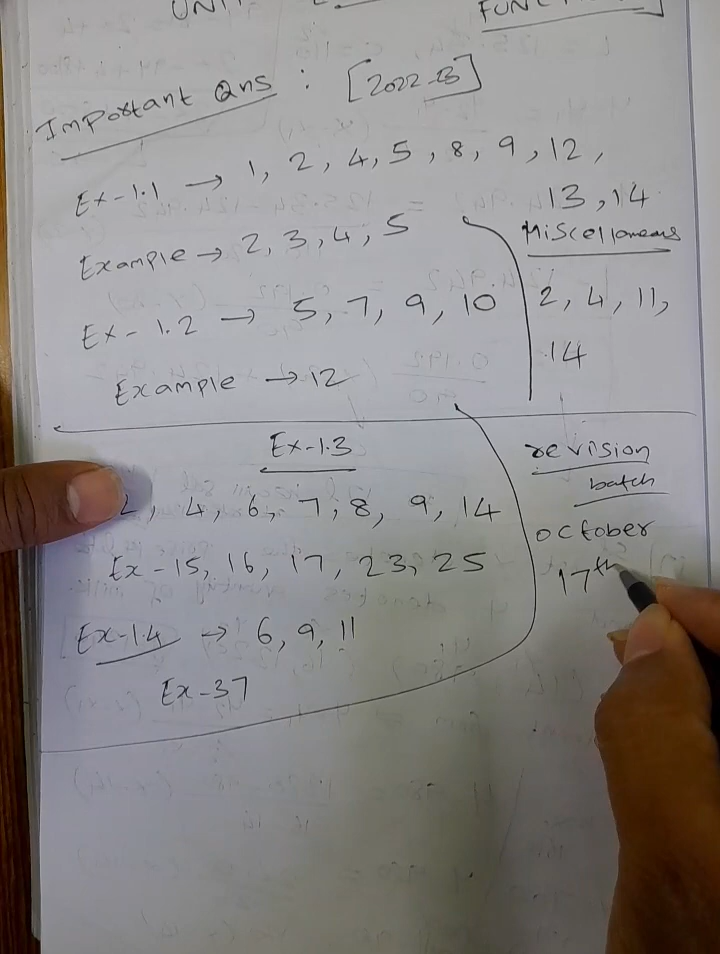 UNIT
Important Qns : [2022-23]
Ex-1.1 → 1, 2, 4, 5, 8, 9, 12,
13, 14
Example → 2, 3, 4, 5
Ex-1.2 → 5, 7, 9, 10
Example → 12
Miscellaneous
2, 4, 11,
14
Ex-1.3
2, 4, 6, 7, 8, 9, 14
Ex-15, 16, 17, 23, 25
Ex-1.4 → 6, 9, 11
Ex-37
revision
batch
october
17th